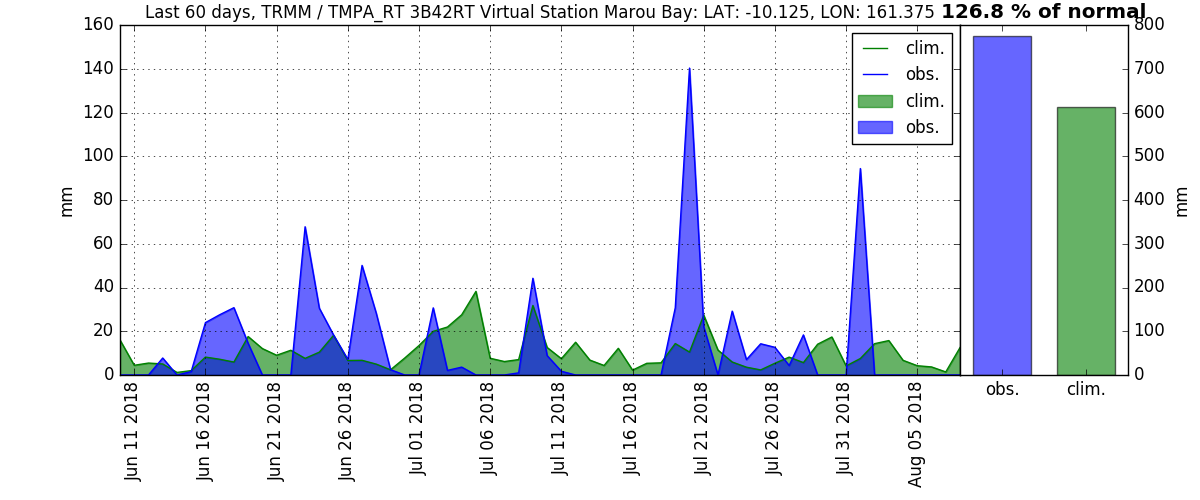 Last 60 days, TRMM / TMPA_RT 3B42RT Virtual Station Marou Bay: LAT: -10.125, LON: 161.375 126.8 % of normal
160
140
120
100
80
60
40
20
0
mm
clim.
obs.
clim.
obs.
Jun 11 2018
Jun 16 2018
Jun 21 2018
Jun 26 2018
Jul 01 2018
Jul 06 2018
Jul 11 2018
Jul 16 2018
Jul 21 2018
Jul 26 2018
Jul 31 2018
Aug 05 2018
800
700
600
500
400
300
200
100
0
mm
obs. clim.